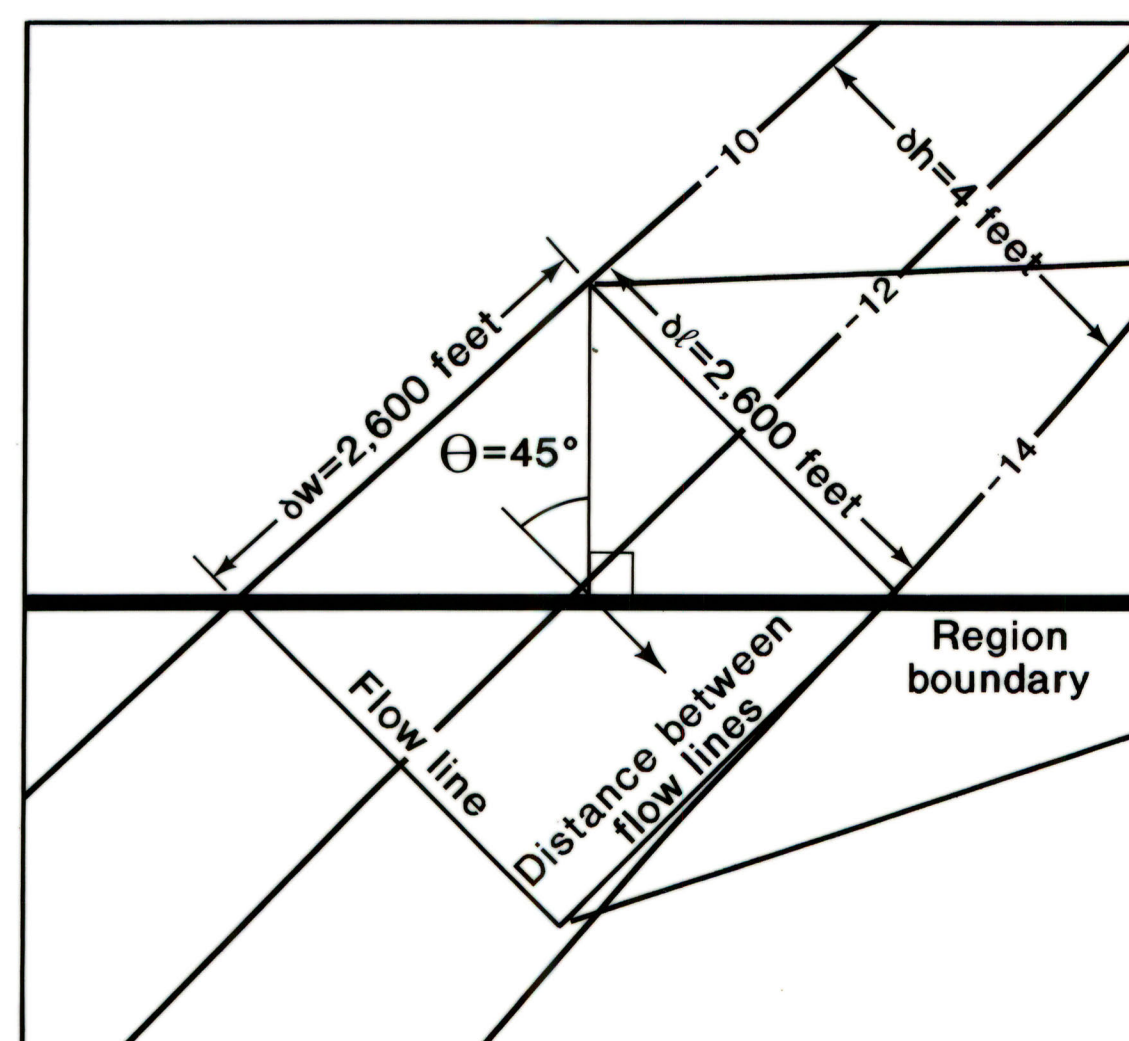 -10
δh=4 feet
-12
δw=2,600 feet
δℓ=2,600 feet
Θ=45°
-14
Region
boundary
Flow line
Distance between
flow lines